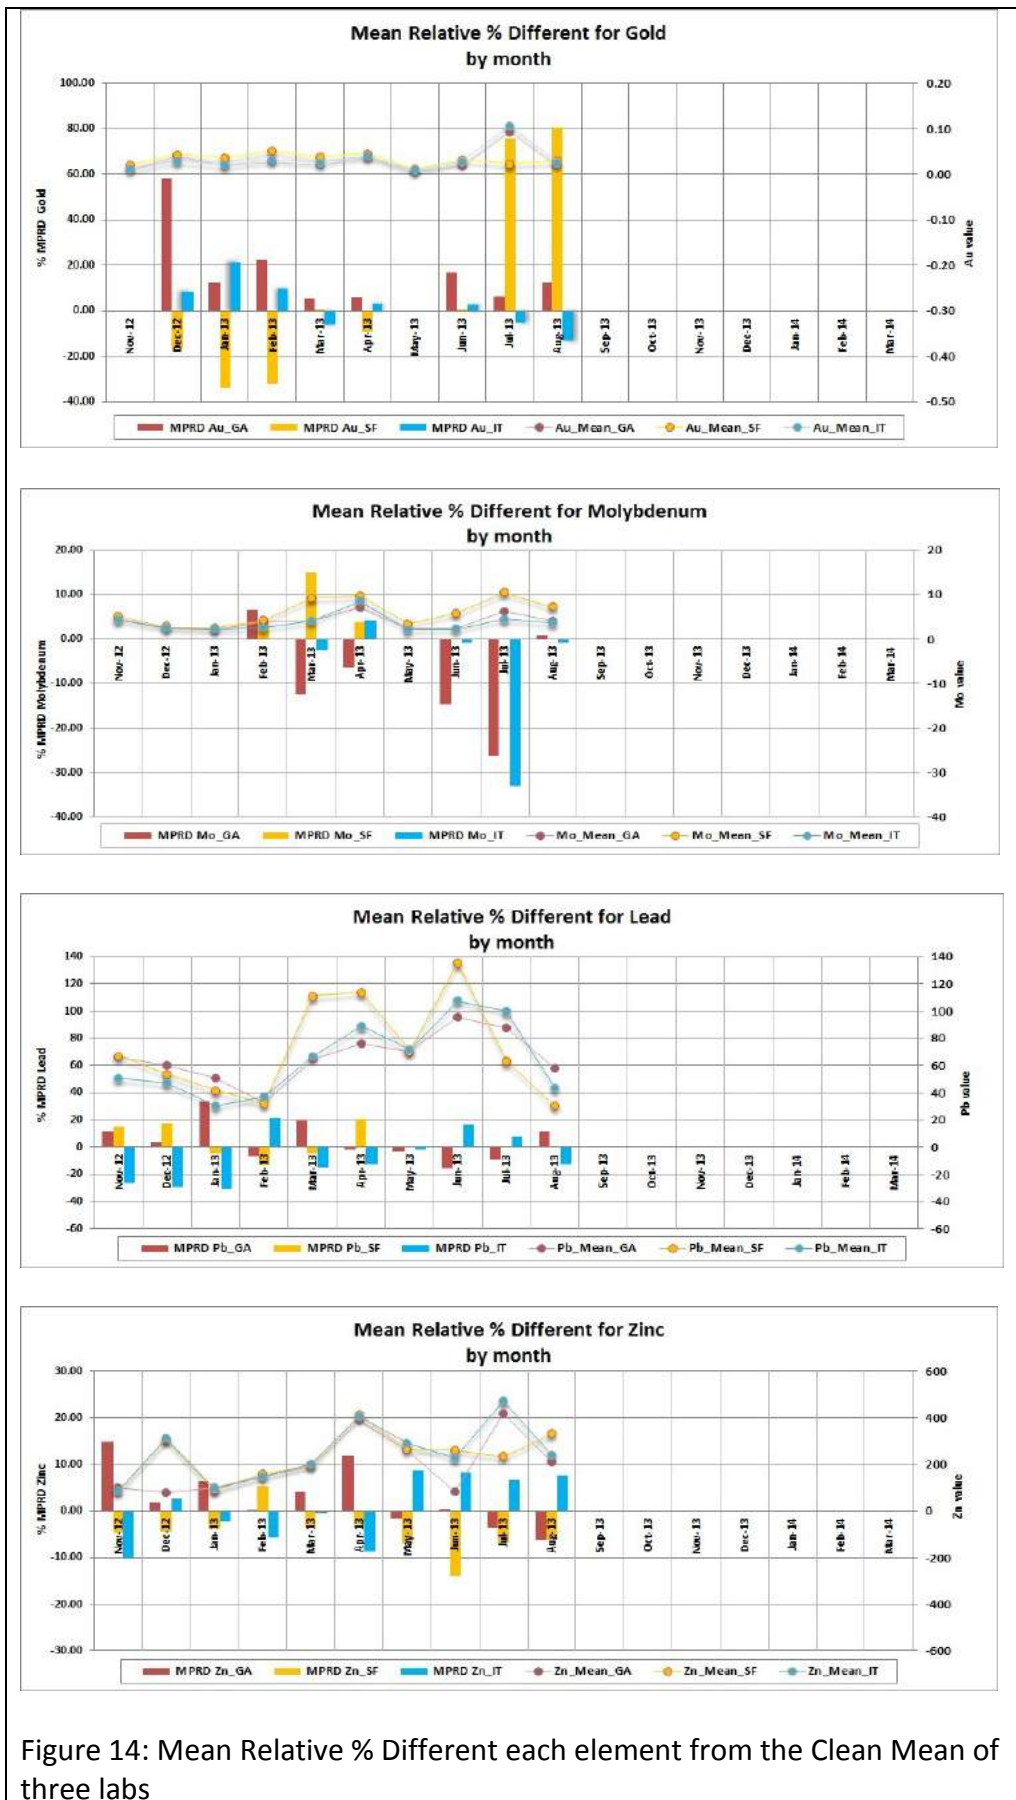 Mean Relative % Different for Gold
by month
100.00
80.00
60.00
40.00
20.00
0.00
-20.00
-40.00
% MPRD Gold
0.20
0.10
0.00
-0.10
-0.20
-0.30
-0.40
-0.50
Au value
Nov-12 Dec-12 Jan-13 Feb-13 Mar-13 Apr-13 May-13 Jun-13 Jul-13 Aug-13 Sep-13 Oct-13 Nov-13 Dec-13 Jan-14 Feb-14 Mar-14
MPRD Au_GA MPRD Au_SF MPRD Au_IT Au_Mean_GA Au_Mean_SF Au_Mean_IT
Mean Relative % Different for Molybdenum
by month
20.00
10.00
0.00
-10.00
-20.00
-30.00
-40.00
% MPRD Molybdenum
20
10
0
-10
-20
-30
-40
Mo value
Nov-12 Dec-12 Jan-13 Feb-13 Mar-13 Apr-13 May-13 Jun-13 Jul-13 Aug-13 Sep-13 Oct-13 Nov-13 Dec-13 Jan-14 Feb-14 Mar-14
MPRD Mo_GA MPRD Mo_SF MPRD Mo_IT Mo_Mean_GA Mo_Mean_SF Mo_Mean_IT
Mean Relative % Different for Lead
by month
140
120
100
80
60
40
20
0
-20
-40
-60
% MPRD Lead
140
120
100
80
60
40
20
0
-20
-40
-60
Pb value
Nov-12 Dec-12 Jan-13 Feb-13 Mar-13 Apr-13 May-13 Jun-13 Jul-13 Aug-13 Sep-13 Oct-13 Nov-13 Dec-13 Jan-14 Feb-14 Mar-14
MPRD Pb_GA MPRD Pb_SF MPRD Pb_IT Pb_Mean_GA Pb_Mean_SF Pb_Mean_IT
Mean Relative % Different for Zinc
by month
30.00
20.00
10.00
0.00
-10.00
-20.00
-30.00
% MPRD Zinc
600
400
200
0
-200
-400
-600
Zn value
Nov-12 Dec-12 Jan-13 Feb-13 Mar-13 Apr-13 May-13 Jun-13 Jul-13 Aug-13 Sep-13 Oct-13 Nov-13 Dec-13 Jan-14 Feb-14 Mar-14
MPRD Zn_GA MPRD Zn_SF MPRD Zn_IT Zn_Mean_GA Zn_Mean_SF Zn_Mean_IT
Figure 14: Mean Relative % Different each element from the Clean Mean of
three labs